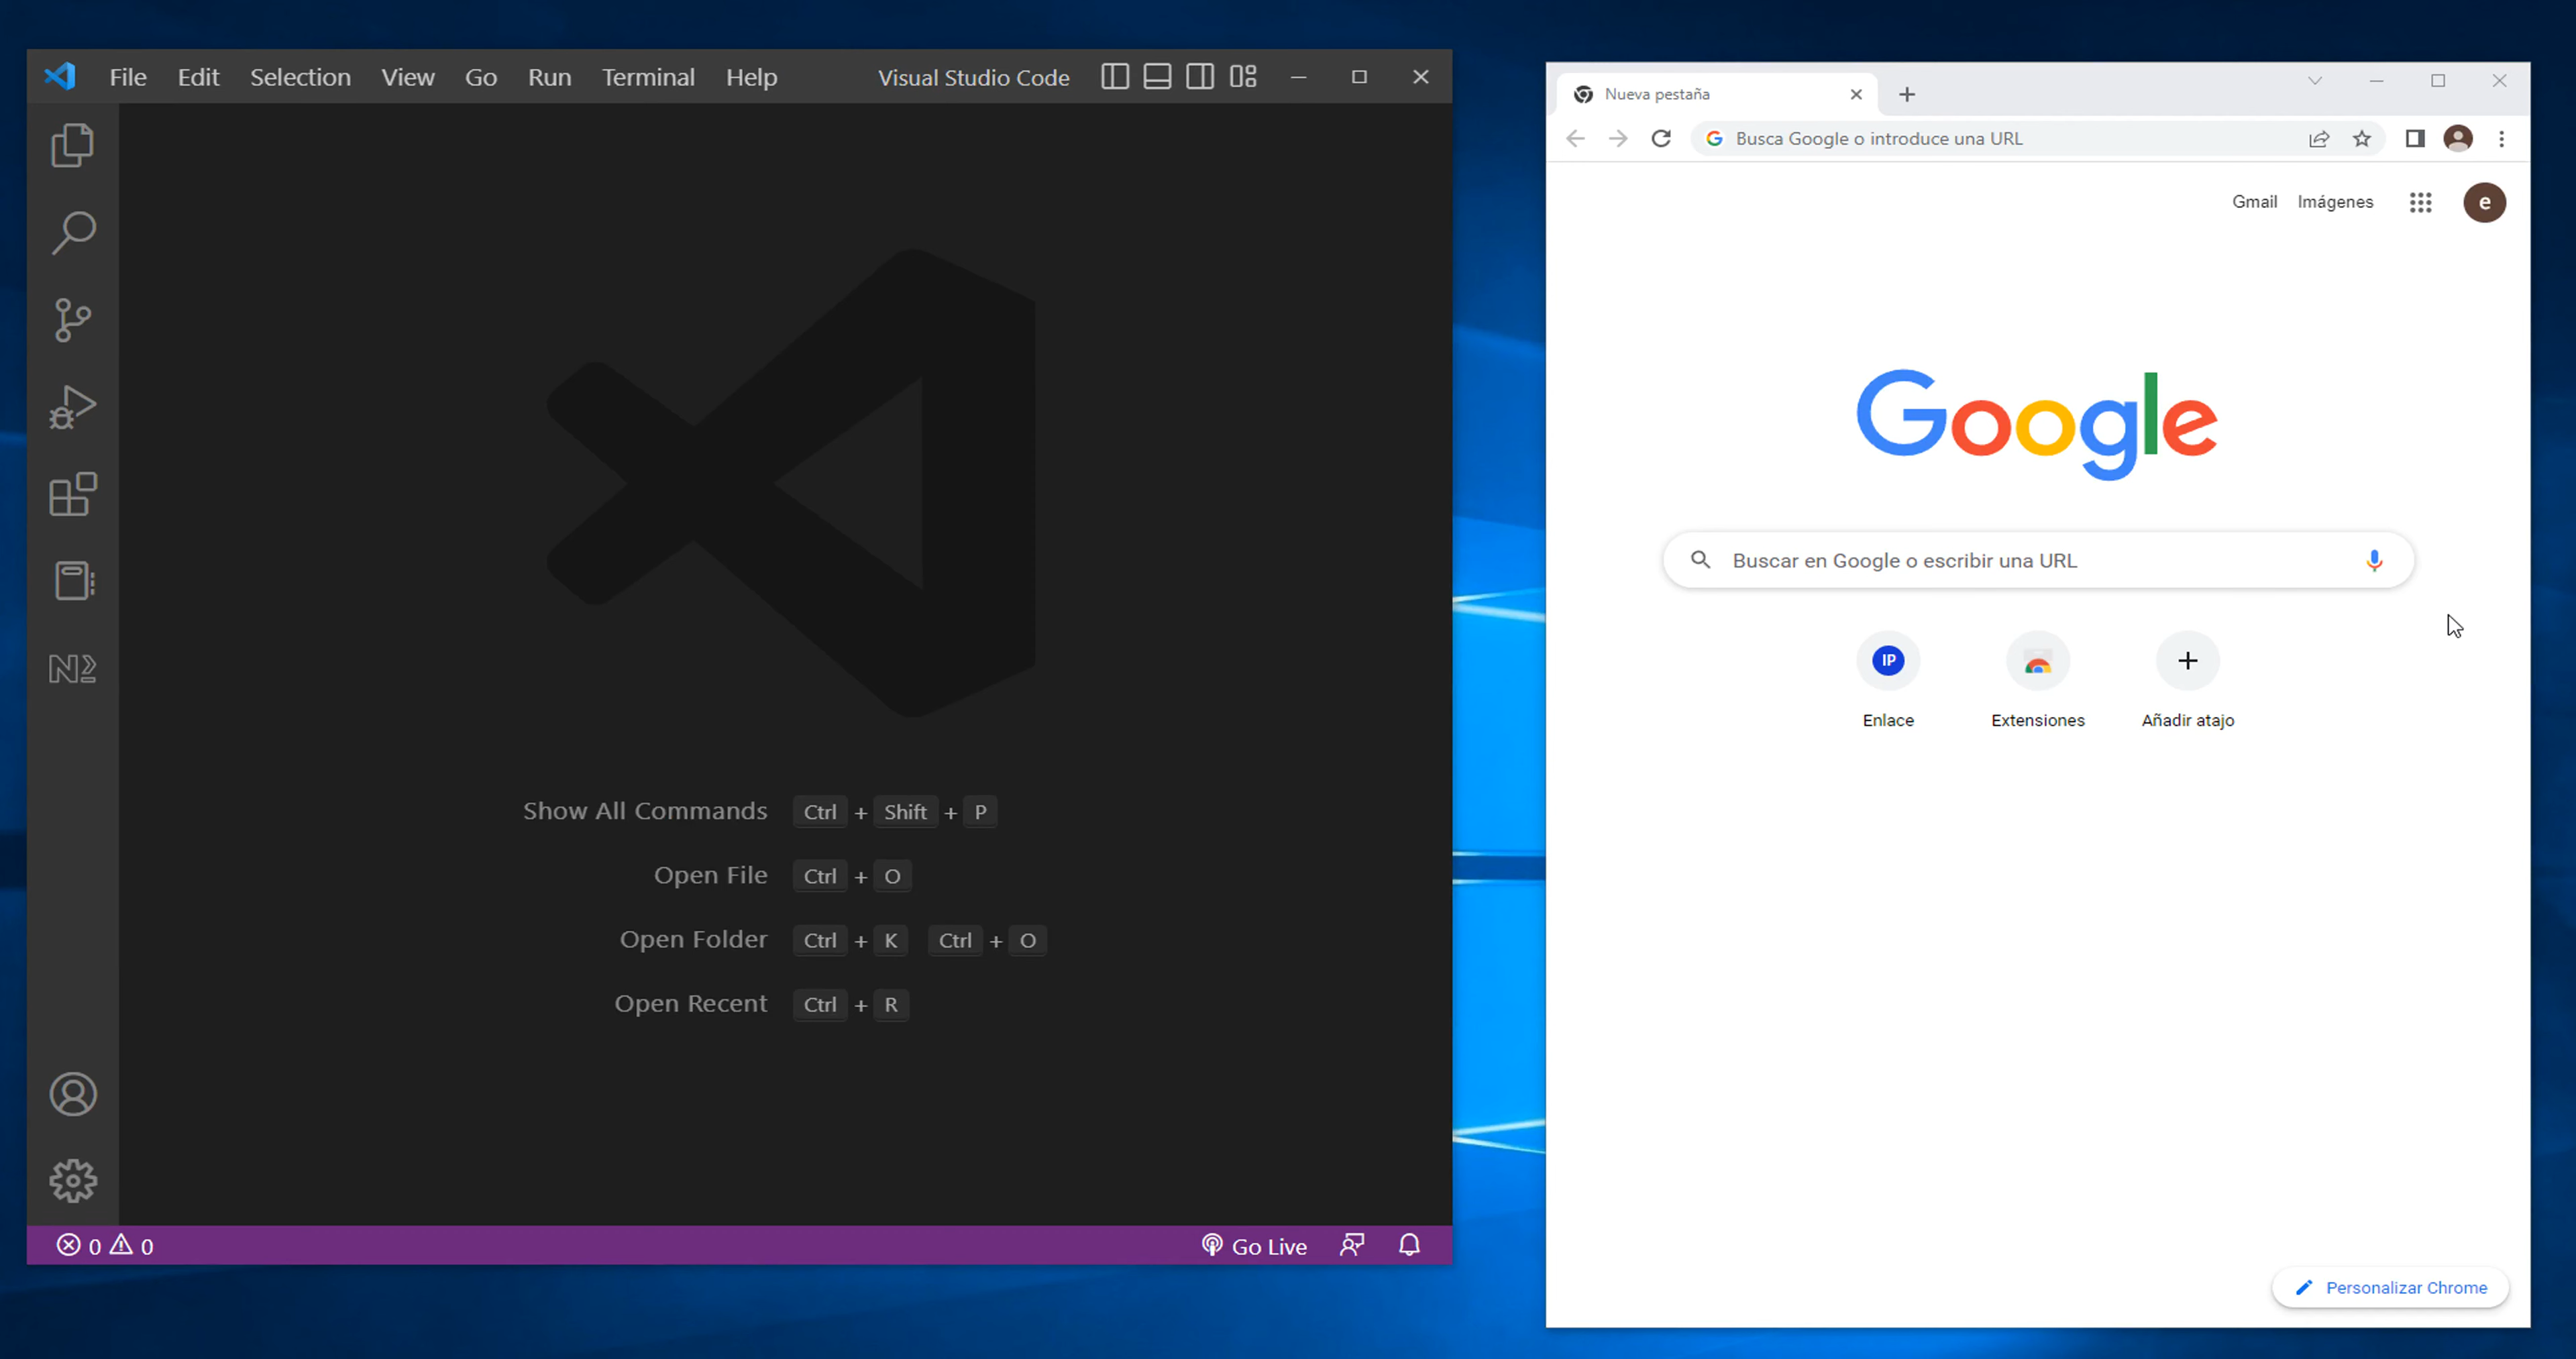 File Edit Selection View Go Run Terminal Help Visual Studio Code
Show All Commands Ctrl + Shift + P
Open File Ctrl + O
Open Folder Ctrl + K Ctrl + O
Open Recent Ctrl + R
0 0 Go Live
Nueva pestaña
Busca Google o introduce una URL
Gmail Imágenes e
Google
Buscar en Google o escribir una URL
IP
Enlace Extensiones Añadir atajo
Personalizar Chrome